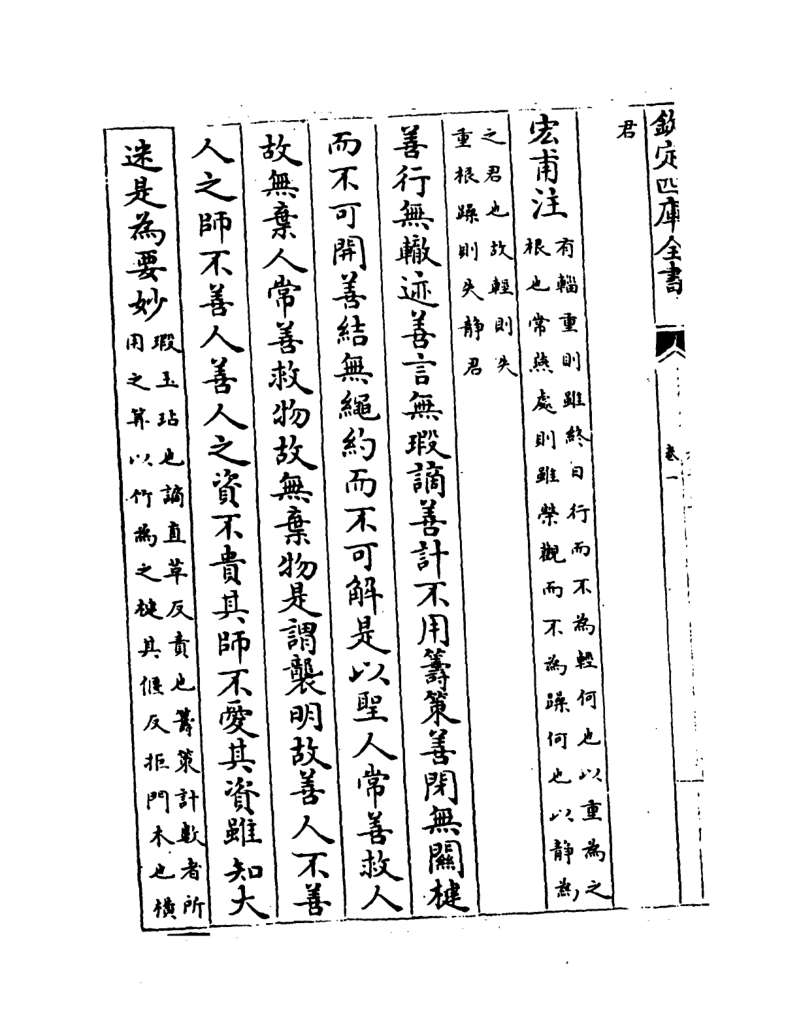 欽定四庫全書
卷一
君
宏甫注
有輜重則雖終日行而不為輕何也以重為之
根也常燕處則雖榮觀而不為躁何也以静為
之君也故輕則失
重根躁則失静君
善行無轍迹善言無瑕謫善計不用籌策善閉無關楗
而不可開善結無繩約而不可解是以聖人常善救人
故無棄人常善救物故無棄物是謂襲明故善人不善
人之師不善人善人之資不貴其師不愛其資雖知大
迷是為要妙
瑕玉玷也謫直革反責也籌策計數者所
用之筭以竹為之楗其偃反拒門木也橫